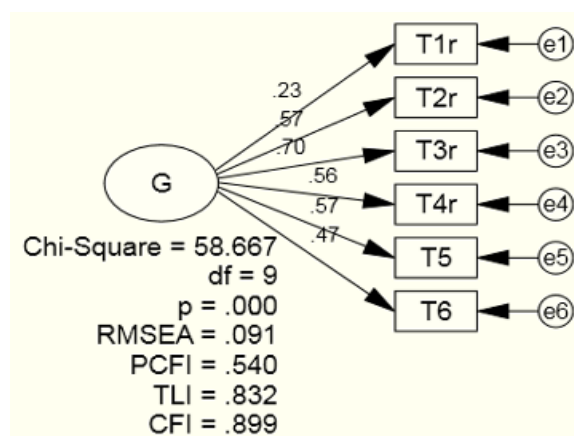 T1r
e1
.23
T2r
e2
.57
.70
T3r
e3
G
.56
T4r
e4
.57
.47
T5
e5
T6
e6
Chi-Square = 58.667
df = 9
p = .000
RMSEA = .091
PCFI = .540
TLI = .832
CFI = .899